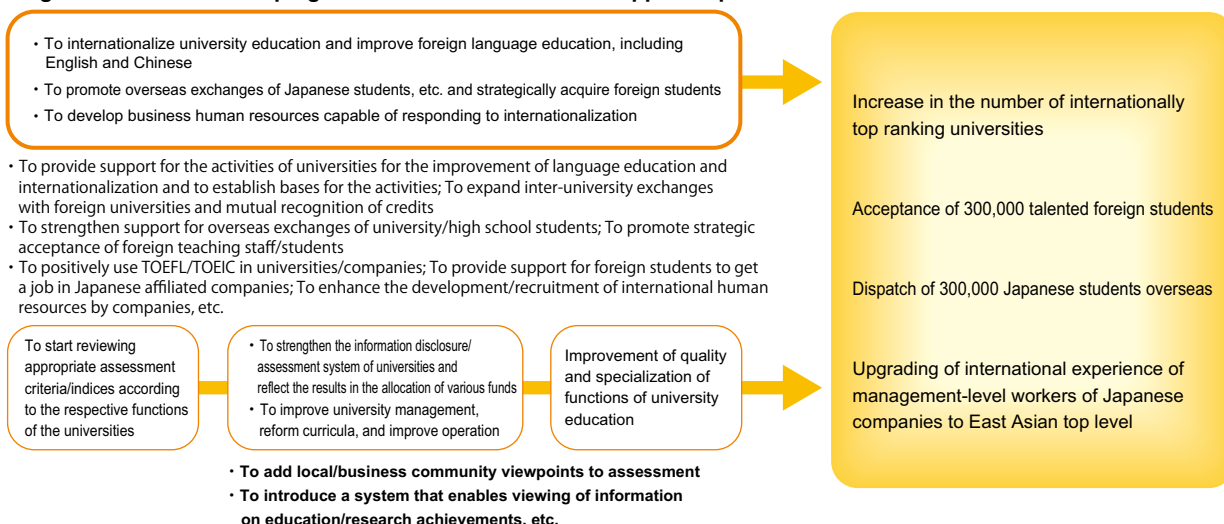 ・To internationalize university education and improve foreign language education, including
English and Chinese
・To promote overseas exchanges of Japanese students, etc. and strategically acquire foreign students
・To develop business human resources capable of responding to internationalization
・To provide support for the activities of universities for the improvement of language education and
internationalization and to establish bases for the activities; To expand inter-university exchanges
with foreign universities and mutual recognition of credits
・To strengthen support for overseas exchanges of university/high school students; To promote strategic
acceptance of foreign teaching staff/students
・To positively use TOEFL/TOEIC in universities/companies; To provide support for foreign students to get
a job in Japanese affiliated companies; To enhance the development/recruitment of international human
resources by companies, etc.
To start reviewing
appropriate assessment
criteria/indices according
to the respective functions
of the universities
・To strengthen the information disclosure/
assessment system of universities and
reflect the results in the allocation of various funds
・To improve university management,
reform curricula, and improve operation
Improvement of quality
and specialization of
functions of university
education
・To add local/business community viewpoints to assessment
・To introduce a system that enables viewing of information
on education/research achievements, etc.
Increase in the number of internationally
top ranking universities
Acceptance of 300,000 talented foreign students
Dispatch of 300,000 Japanese students overseas
Upgrading of international experience of
management-level workers of Japanese
companies to East Asian top level